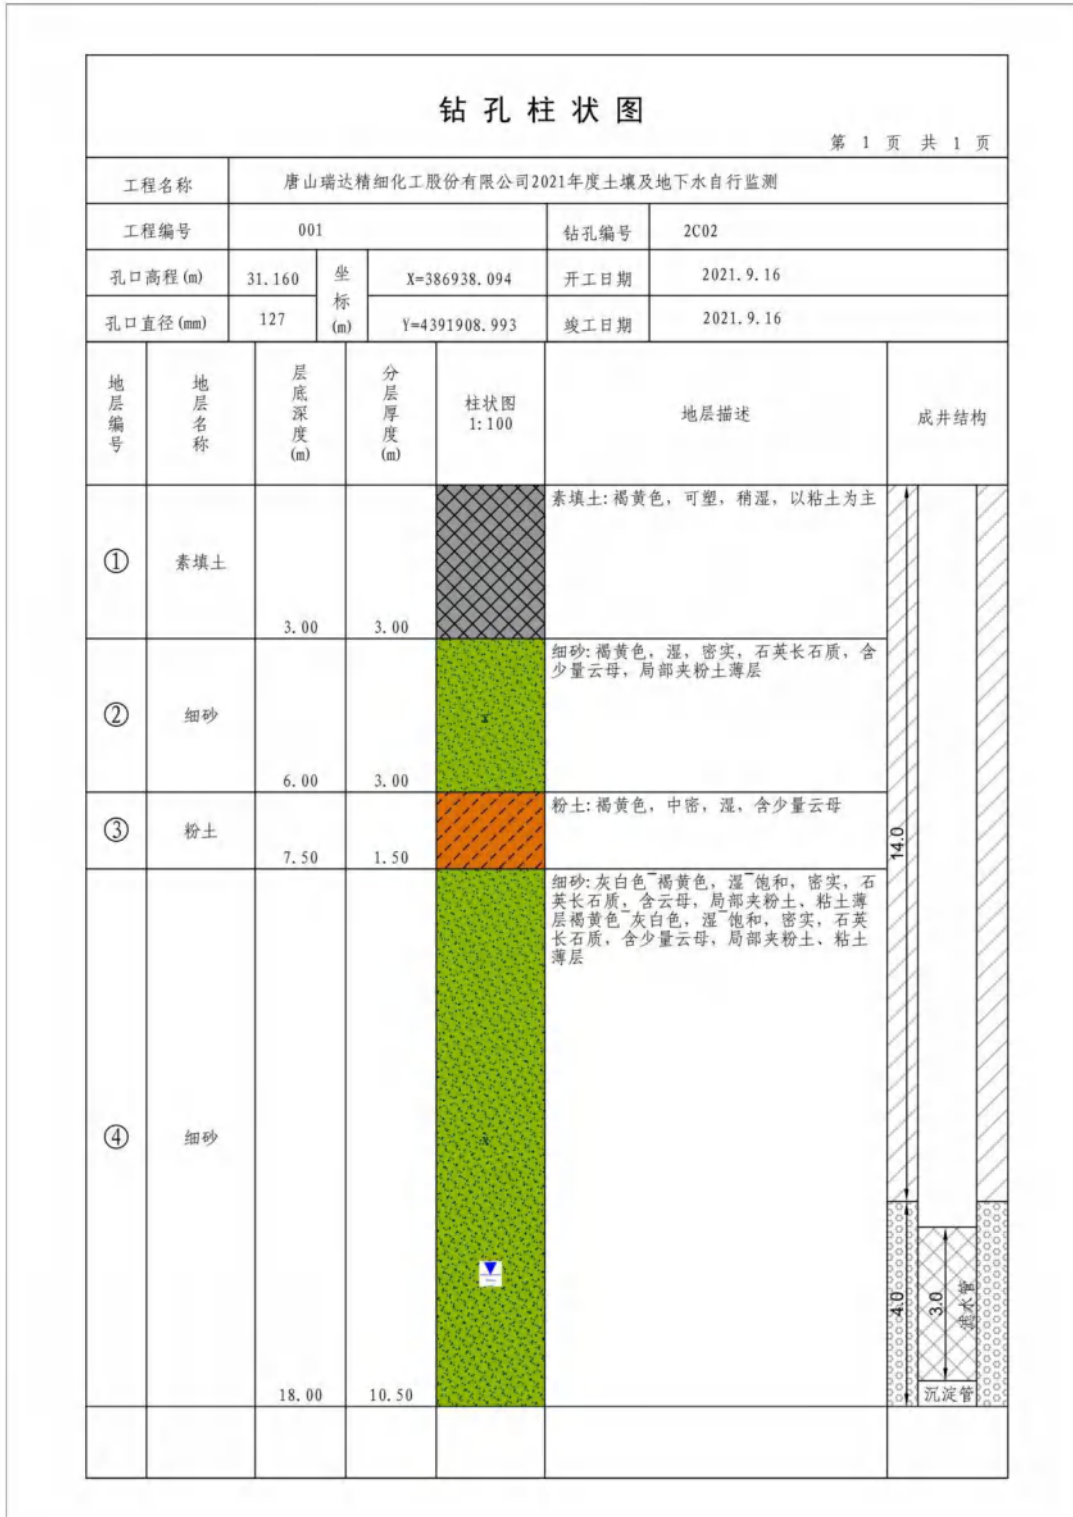 钻孔柱状图
第 1 页 共 1 页
工程名称
唐山瑞达精细化工股份有限公司2021年度土壤及地下水自行监测
工程编号
001
钻孔编号
2C02
孔口高程(m)
31.160
坐标(m)
X=386938.094
开工日期
2021.9.16
孔口直径(mm)
127
Y=4391908.993
竣工日期
2021.9.16
地层编号
地层名称
层底深度(m)
分层厚度(m)
柱状图
1:100
地层描述
成井结构
①
素填土
3.00
3.00
素填土:褐黄色，可塑，稍湿，以粘土为主
②
细砂
6.00
3.00
细砂:褐黄色，湿，密实，石英长石质，含
少量云母，局部夹粉土薄层
③
粉土
7.50
1.50
粉土:褐黄色，中密，湿，含少量云母
14.0
④
细砂
18.00
10.50
细砂:灰白色~褐黄色，湿~饱和，密实，石
英长石质，含云母，局部夹粉土、粘土薄
层褐黄色~灰白色，湿~饱和，密实，石英
长石质，含少量云母，局部夹粉土、粘土
薄层
4.0
3.0
滤水管
沉淀管